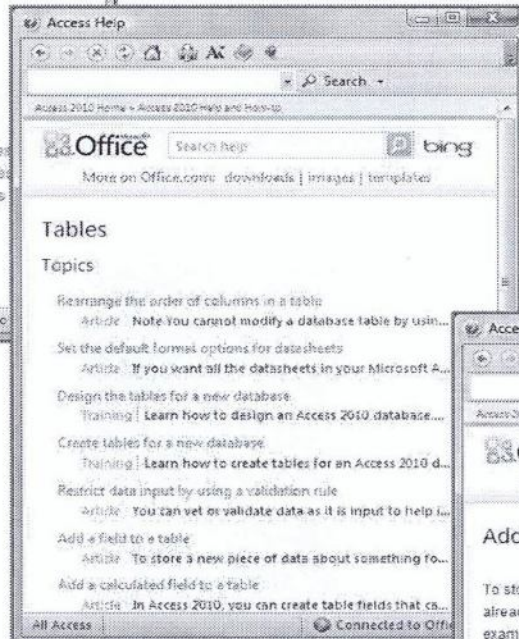 Access Help
Search
Access 2010 Home > Access 2010 Help and How-to
Office Search help bing
More on Office.com: downloads | images | templates
Tables
Topics
Rearrange the order of columns in a table
Article Note You cannot modify a database table by usin...
Set the default format options for datasheets
Article If you want all the datasheets in your Microsoft A...
Design the tables for a new database
Training | Learn how to design an Access 2010 database....
Create tables for a new database
Training | Learn how to create tables for an Access 2010 d...
Restrict data input by using a validation rule
Article You can vet or validate data as it is input to help i...
Add a field to a table
Article To store a new piece of data about something fo...
Add a calculated field to a table
Article In Access 2010, you can create table fields that ca...
All Access Connected to Offi
Acce
Add
To sto
alread
exam